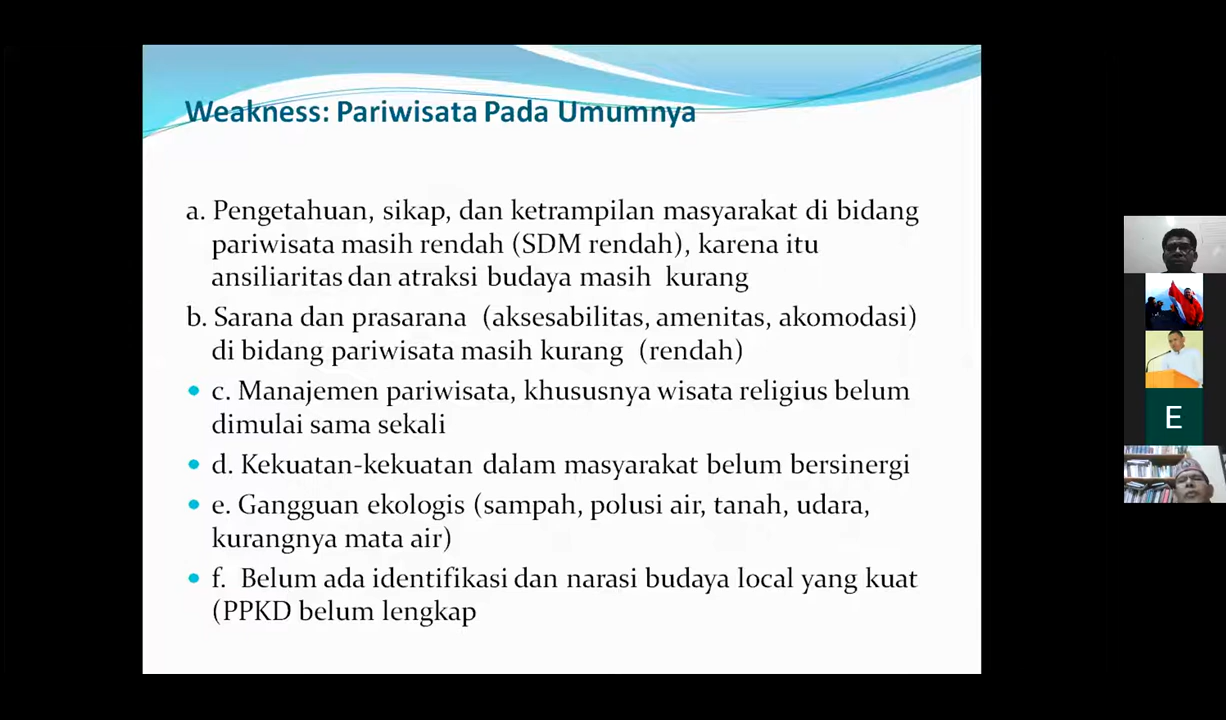 Weakness: Pariwisata Pada Umumnya
a. Pengetahuan, sikap, dan ketrampilan masyarakat di bidang
pariwisata masih rendah (SDM rendah), karena itu
ansiliaritas dan atraksi budaya masih kurang
b. Sarana dan prasarana (aksesabilitas, amenitas, akomodasi)
di bidang pariwisata masih kurang (rendah)
• c. Manajemen pariwisata, khususnya wisata religius belum
dimulai sama sekali
• d. Kekuatan-kekuatan dalam masyarakat belum bersinergi
• e. Gangguan ekologis (sampah, polusi air, tanah, udara,
kurangnya mata air)
• f. Belum ada identifikasi dan narasi budaya local yang kuat
(PPKD belum lengkap
E